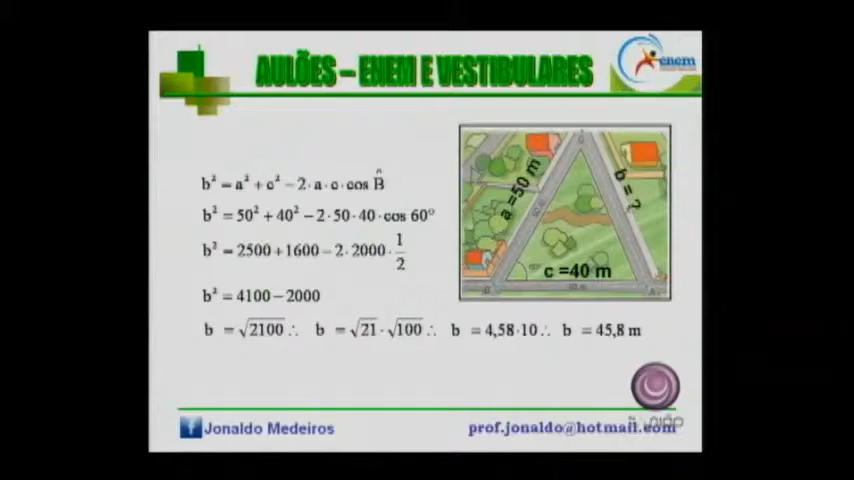 AULÕES – ENEM E VESTIBULARES
enem
b² = a² + c² – 2 · a · c · cos B̂
b² = 50² + 40² – 2 · 50 · 40 · cos 60°
b² = 2500 + 1600 – 2 · 2000 · 1/2
b² = 4100 – 2000
b = √2100 ∴ b = √21 · √100 ∴ b = 4,58 · 10 ∴ b = 45,8 m
a = 50 m
b = ?
c = 40 m
Jonaldo Medeiros
prof.jonaldo@hotmail.com